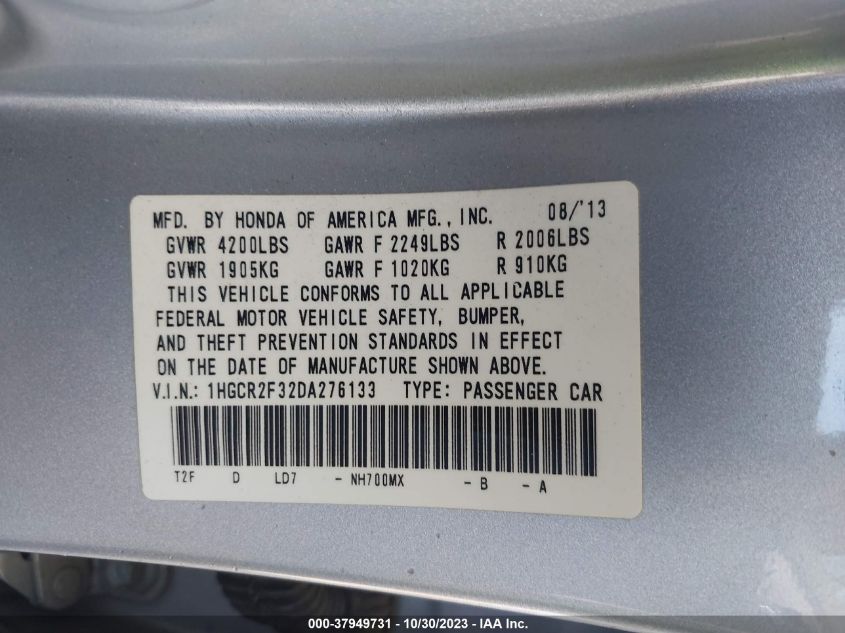 MFD. BY HONDA OF AMERICA MFG., INC. 08/'13
GVWR 4200LBS GAWR F 2249LBS R 2006LBS
GVWR 1905KG GAWR F 1020KG R 910KG
THIS VEHICLE CONFORMS TO ALL APPLICABLE
FEDERAL MOTOR VEHICLE SAFETY, BUMPER,
AND THEFT PREVENTION STANDARDS IN EFFECT
ON THE DATE OF MANUFACTURE SHOWN ABOVE.
V.I.N.: 1HGCR2F32DA276133 TYPE: PASSENGER CAR
T2F D LD7 - NH700MX - B - A
000-37949731 - 10/30/2023 - IAA Inc.